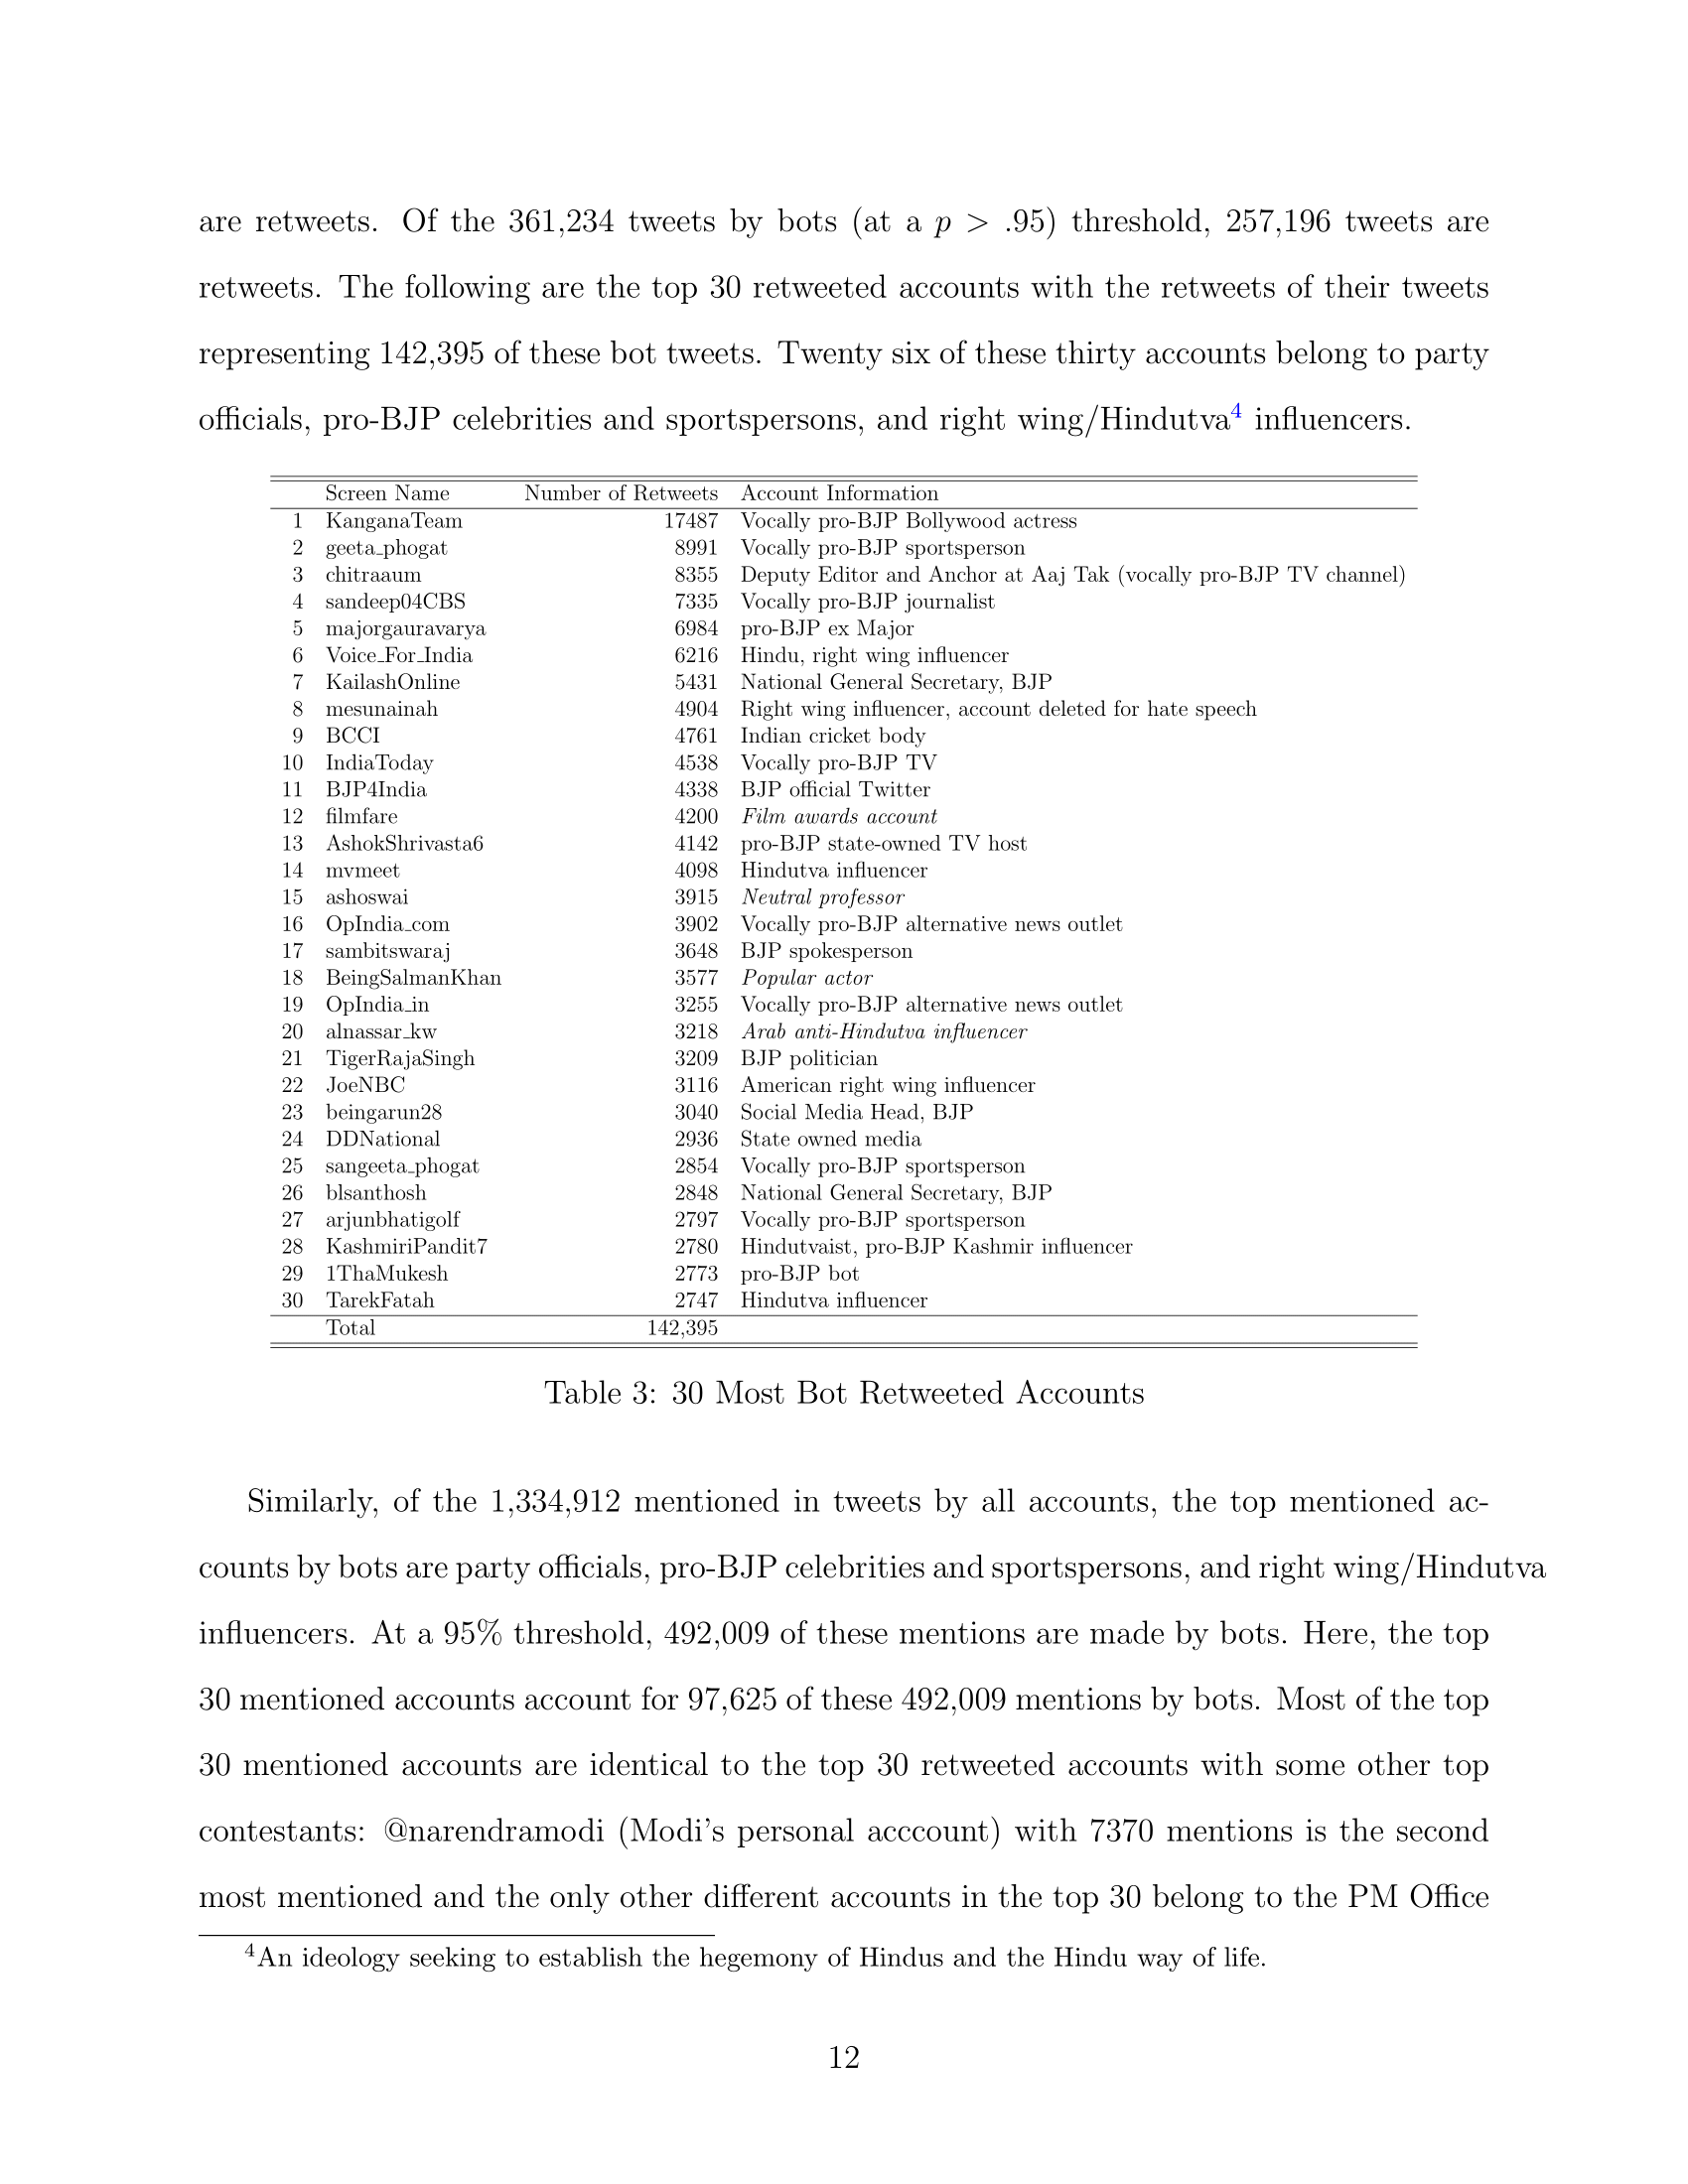 are retweets. Of the 361,234 tweets by bots (at a p > .95) threshold, 257,196 tweets are
retweets. The following are the top 30 retweeted accounts with the retweets of their tweets
representing 142,395 of these bot tweets. Twenty six of these thirty accounts belong to party
officials, pro-BJP celebrities and sportspersons, and right wing/Hindutva4 influencers.
Screen Name Number of Retweets Account Information
1 KanganaTeam 17487 Vocally pro-BJP Bollywood actress
2 geeta_phogat 8991 Vocally pro-BJP sportsperson
3 chitraaum 8355 Deputy Editor and Anchor at Aaj Tak (vocally pro-BJP TV channel)
4 sandeep04CBS 7335 Vocally pro-BJP journalist
5 majorgauravarya 6984 pro-BJP ex Major
6 Voice_For_India 6216 Hindu, right wing influencer
7 KailashOnline 5431 National General Secretary, BJP
8 mesunainah 4904 Right wing influencer, account deleted for hate speech
9 BCCI 4761 Indian cricket body
10 IndiaToday 4538 Vocally pro-BJP TV
11 BJP4India 4338 BJP official Twitter
12 filmfare 4200 Film awards account
13 AshokShrivasta6 4142 pro-BJP state-owned TV host
14 mvmeet 4098 Hindutva influencer
15 ashoswai 3915 Neutral professor
16 OpIndia_com 3902 Vocally pro-BJP alternative news outlet
17 sambitswaraj 3648 BJP spokesperson
18 BeingSalmanKhan 3577 Popular actor
19 OpIndia_in 3255 Vocally pro-BJP alternative news outlet
20 alnassar_kw 3218 Arab anti-Hindutva influencer
21 TigerRajaSingh 3209 BJP politician
22 JoeNBC 3116 American right wing influencer
23 beingarun28 3040 Social Media Head, BJP
24 DDNational 2936 State owned media
25 sangeeta_phogat 2854 Vocally pro-BJP sportsperson
26 blsanthosh 2848 National General Secretary, BJP
27 arjunbhatigolf 2797 Vocally pro-BJP sportsperson
28 KashmiriPandit7 2780 Hindutvaist, pro-BJP Kashmir influencer
29 1ThaMukesh 2773 pro-BJP bot
30 TarekFatah 2747 Hindutva influencer
Total 142,395
Table 3: 30 Most Bot Retweeted Accounts
Similarly, of the 1,334,912 mentioned in tweets by all accounts, the top mentioned ac-
counts by bots are party officials, pro-BJP celebrities and sportspersons, and right wing/Hindutva
influencers. At a 95% threshold, 492,009 of these mentions are made by bots. Here, the top
30 mentioned accounts account for 97,625 of these 492,009 mentions by bots. Most of the top
30 mentioned accounts are identical to the top 30 retweeted accounts with some other top
contestants: @narendramodi (Modi's personal acccount) with 7370 mentions is the second
most mentioned and the only other different accounts in the top 30 belong to the PM Office
4An ideology seeking to establish the hegemony of Hindus and the Hindu way of life.
12